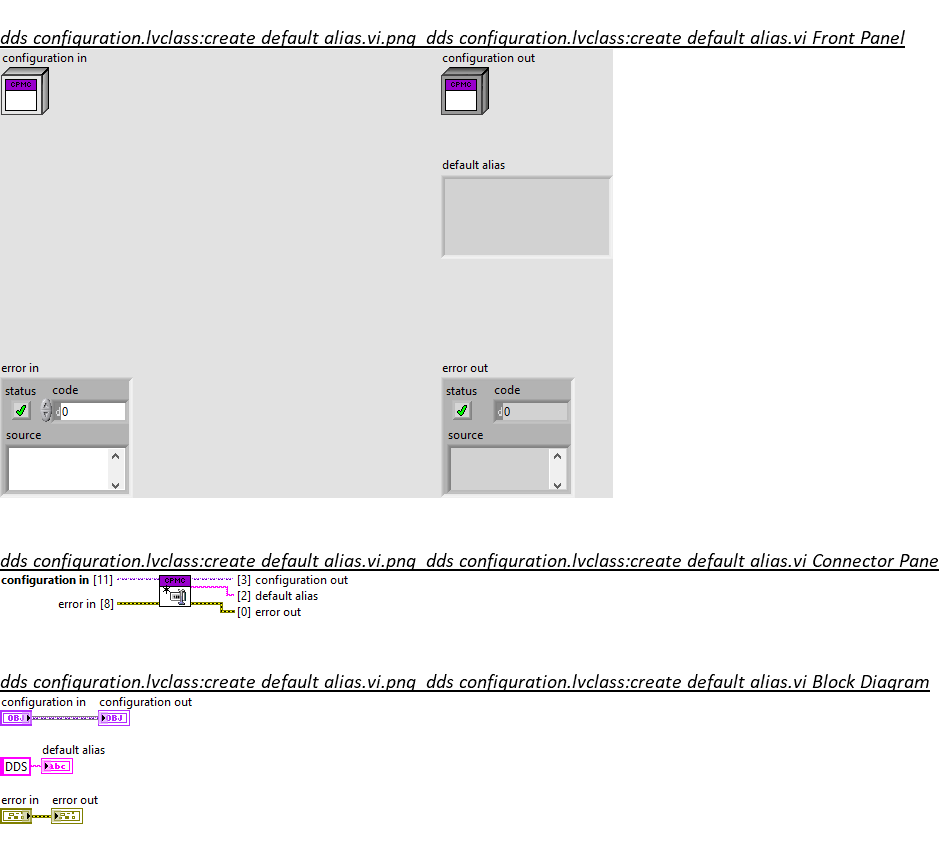 dds configuration.lvclass:create default alias.vi.png  dds configuration.lvclass:create default alias.vi Front Panel
configuration in
configuration out
CPMC
CPMC
default alias
error in
error out
status
code
status
code
d 0
d 0
source
source
dds configuration.lvclass:create default alias.vi.png  dds configuration.lvclass:create default alias.vi Connector Pane
configuration in [11]
CPMC
[3] configuration out
[2] default alias
error in [8]
[0] error out
dds configuration.lvclass:create default alias.vi.png  dds configuration.lvclass:create default alias.vi Block Diagram
configuration in
configuration out
OBJ
OBJ
default alias
DDS
abc
error in
error out